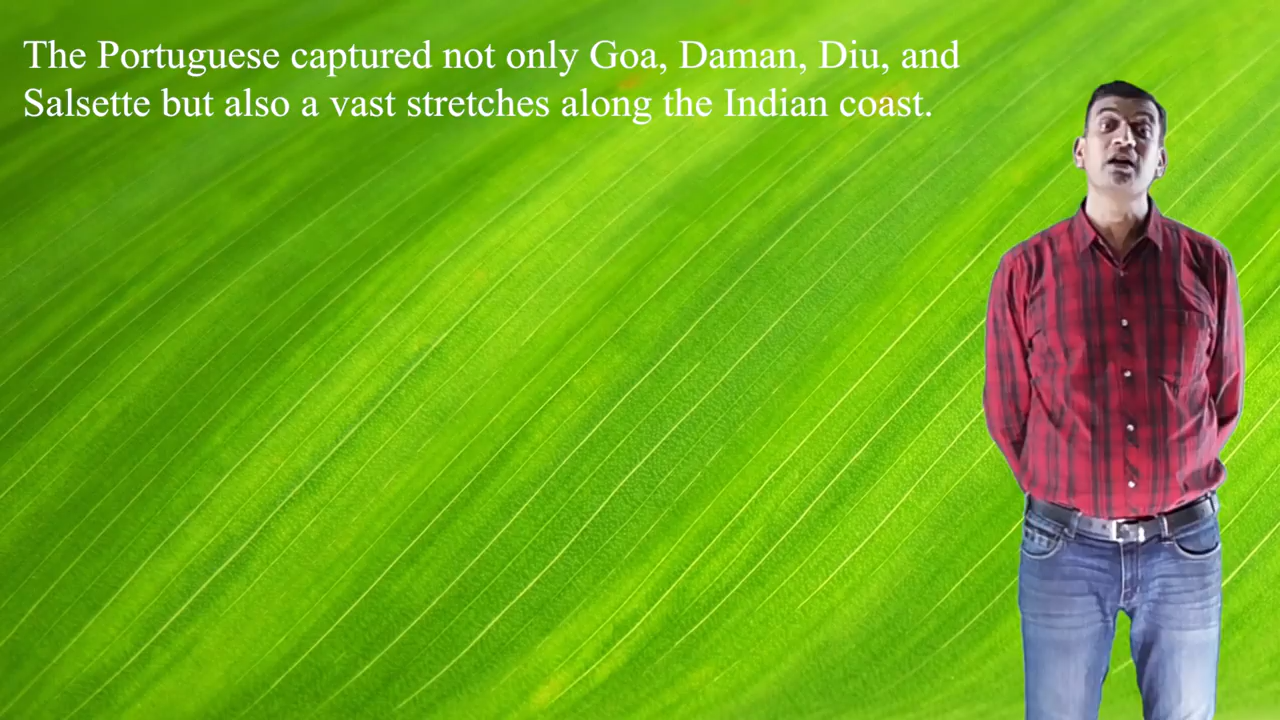 The Portuguese captured not only Goa, Daman, Diu, and
Salsette but also a vast stretches along the Indian coast.